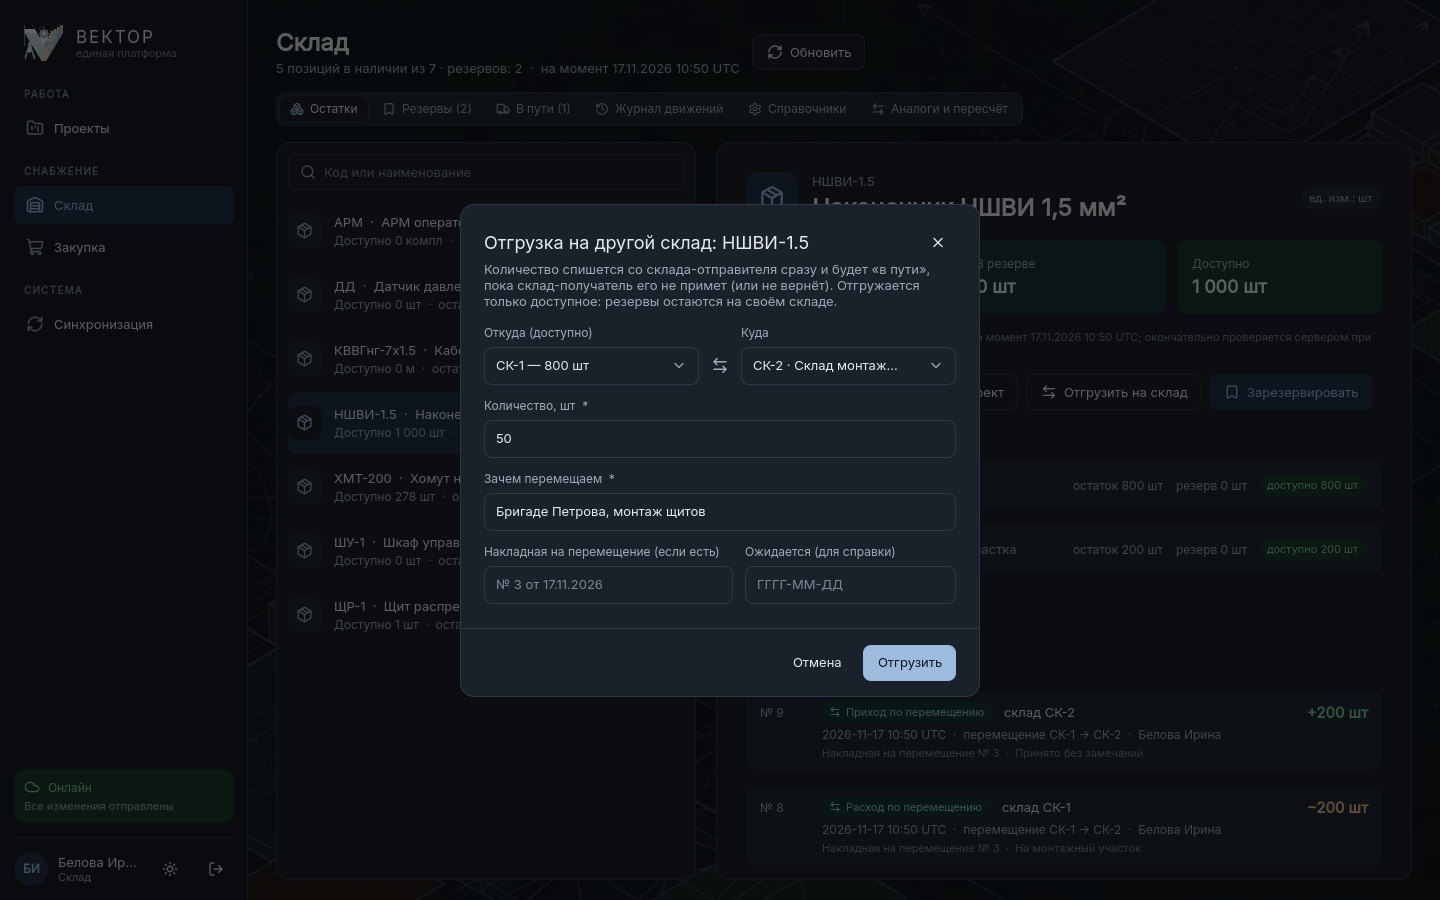 ВЕКТОР
единая платформа
РАБОТА
Проекты
СНАБЖЕНИЕ
Склад
Закупка
СИСТЕМА
Синхронизация
Онлайн
Все изменения отправлены
БИ
Белова Ир...
Склад
Склад
5 позиций в наличии из 7 · резервов: 2 · на момент 17.11.2026 10:50 UTC
Обновить
Остатки
Резервы (2)
В пути (1)
Журнал движений
Справочники
Аналоги и пересчёт
Код или наименование
АРМ · АРМ операт
Доступно 0 компл ·
ДД · Датчик давле
Доступно 0 шт · оста
КВВГнг-7х1.5 · Кабе
Доступно 0 м · остат
НШВИ-1.5 · Наконе
Доступно 1 000 шт ·
ХМТ-200 · Хомут н
Доступно 278 шт · о
ШУ-1 · Шкаф управ
Доступно 0 шт · оста
ЩР-1 · Щит распре
Доступно 1 шт · оста
НШВИ-1.5
НШВИ 1,5 мм²
ед. изм.: шт
В резерве
0 шт
Доступно
1 000 шт
момент 17.11.2026 10:50 UTC; окончательно проверяется сервером при
Отгрузить на склад
Зарезервировать
остаток 800 шт резерв 0 шт доступно 800 шт
остаток 200 шт резерв 0 шт доступно 200 шт
№ 9
Приход по перемещению
склад СК-2
+200 шт
2026-11-17 10:50 UTC · перемещение СК-1 → СК-2 · Белова Ирина
Накладная на перемещение № 3 · Принято без замечаний
№ 8
Расход по перемещению
склад СК-1
−200 шт
2026-11-17 10:50 UTC · перемещение СК-1 → СК-2 · Белова Ирина
Накладная на перемещение № 3 · На монтажный участок
Отгрузка на другой склад: НШВИ-1.5
Количество спишется со склада-отправителя сразу и будет «в пути»,
пока склад-получатель его не примет (или не вернёт). Отгружается
только доступное: резервы остаются на своём складе.
Откуда (доступно)
Куда
СК-1 — 800 шт
СК-2 · Склад монтаж...
Количество, шт *
50
Зачем перемещаем *
Бригаде Петрова, монтаж щитов
Накладная на перемещение (если есть)
Ожидается (для справки)
№ 3 от 17.11.2026
ГГГГ-ММ-ДД
Отмена
Отгрузить